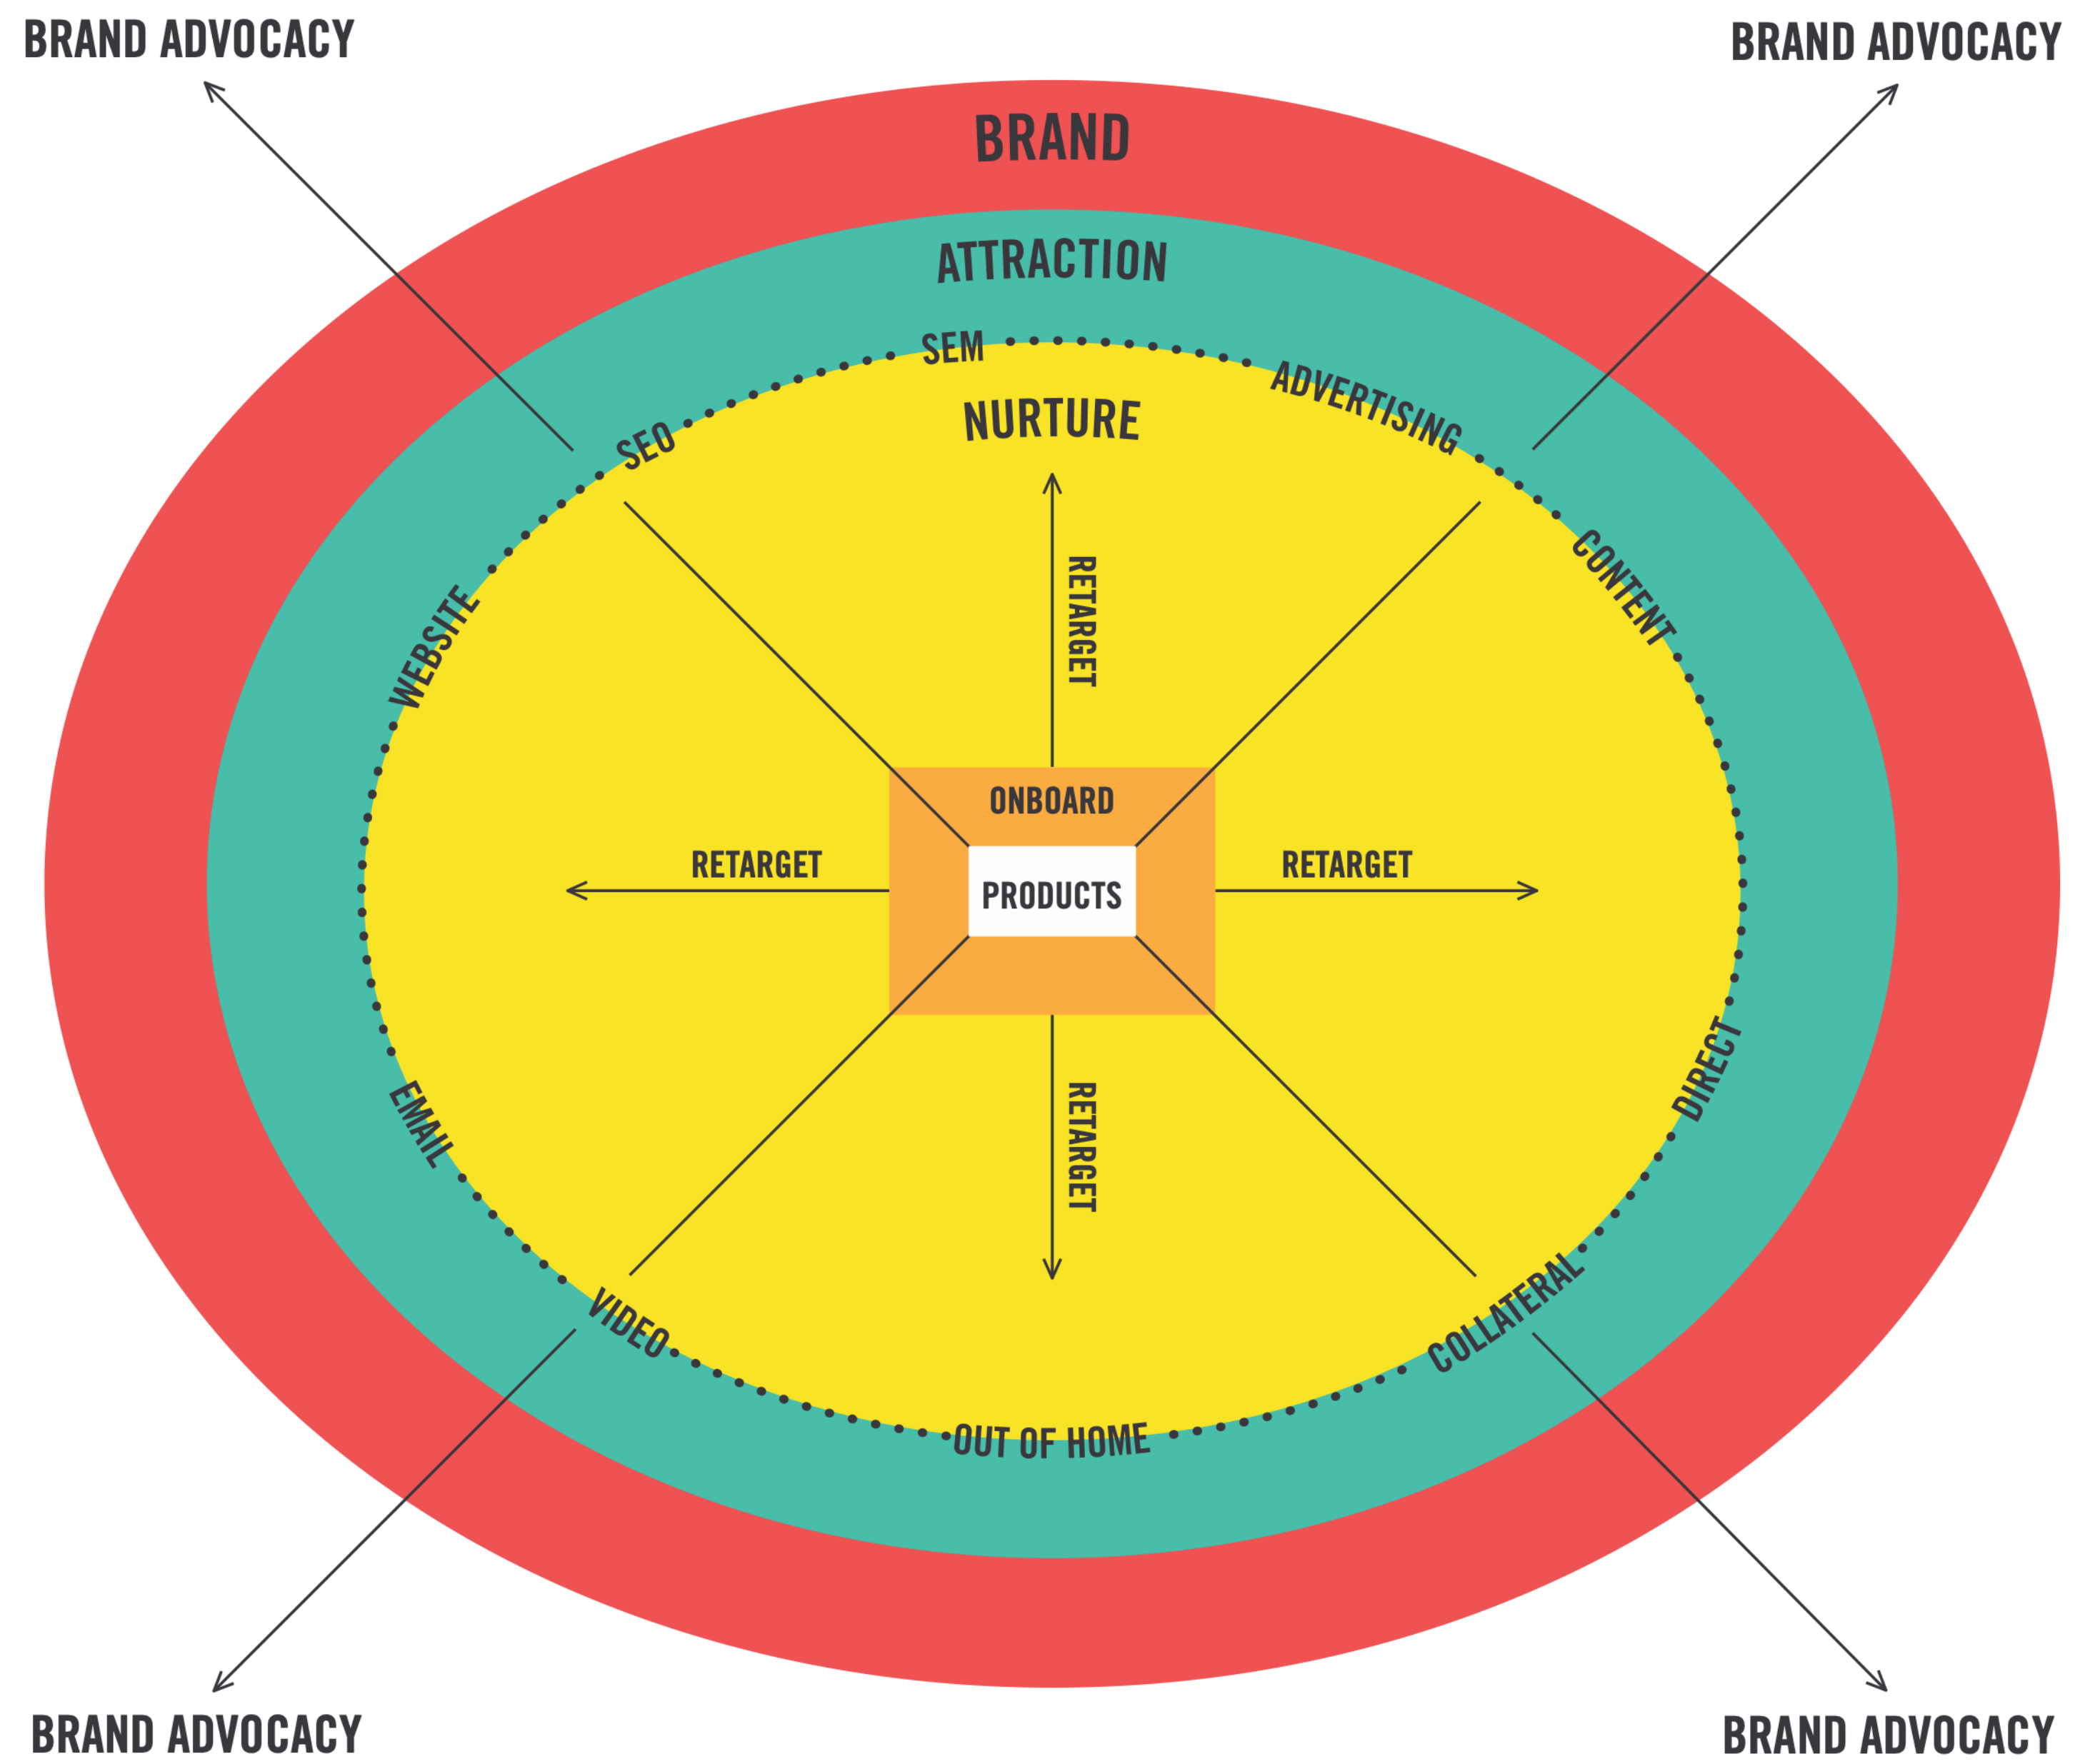 BRAND ADVOCACY
BRAND ADVOCACY
BRAND
ATTRACTION
SEM
ADVERTISING
SEO
NURTURE
CONTENT
WEBSITE
RETARGET
ONBOARD
RETARGET
RETARGET
PRODUCTS
DIRECT
EMAIL
RETARGET
VIDEO
COLLATERAL
OUT OF HOME
BRAND ADVOCACY
BRAND ADVOCACY